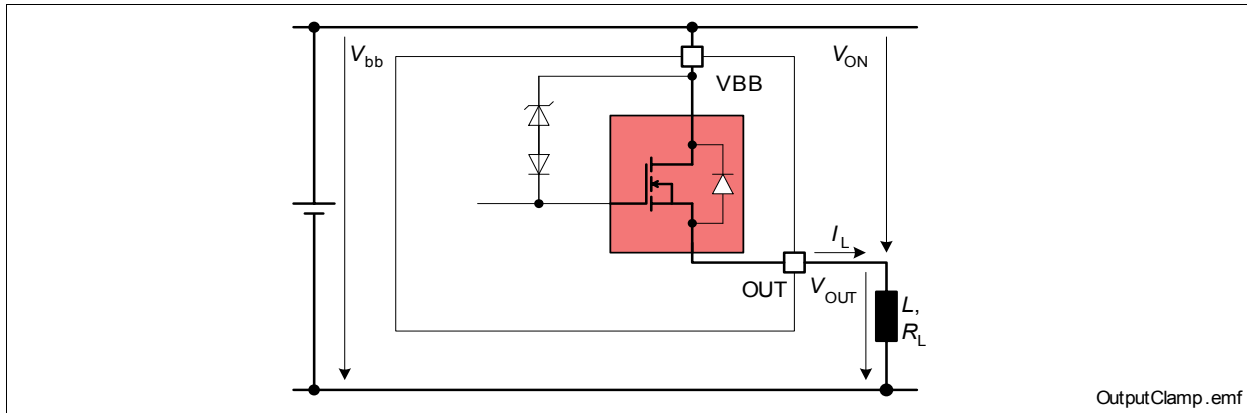 Vbb
VON
VBB
IL
OUT
VOUT
L,
RL
OutputClamp.emf